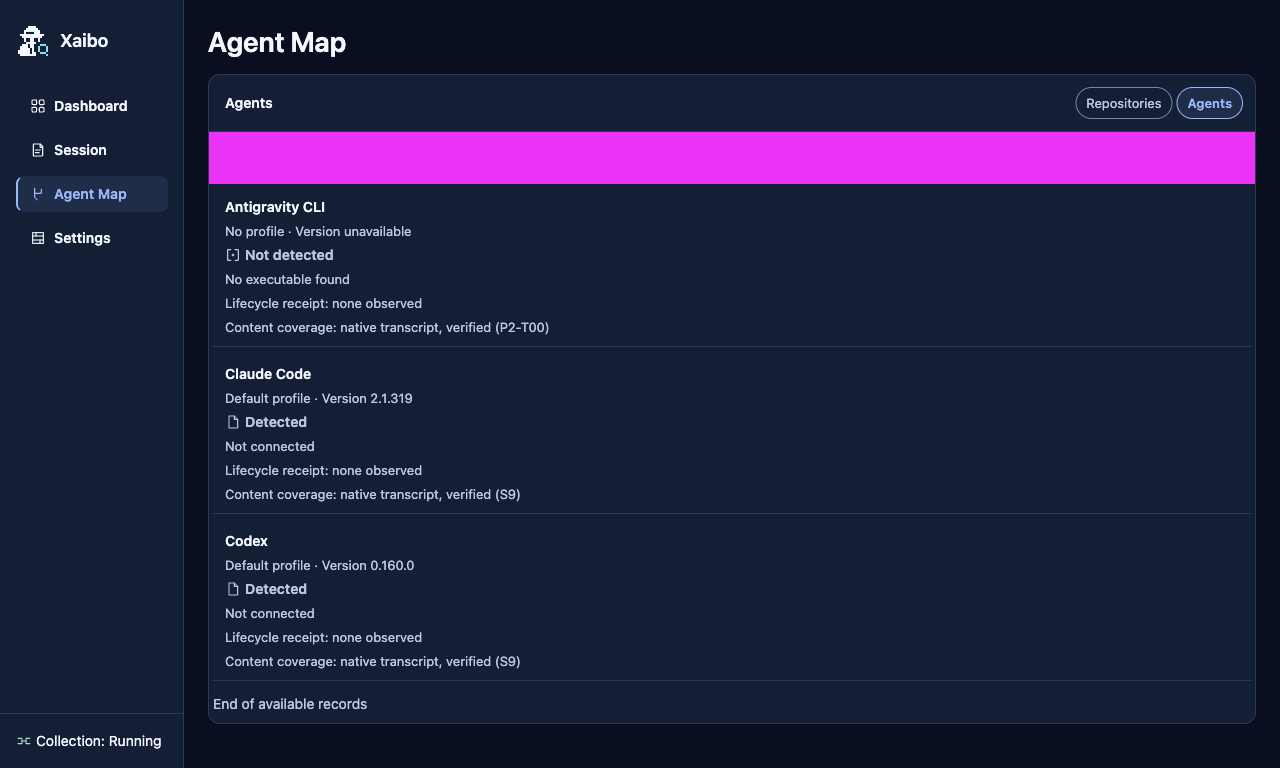 Xaibo
Dashboard
Session
Agent Map
Settings
Collection: Running
Agent Map
Agents
Repositories
Agents
Antigravity CLI
No profile · Version unavailable
Not detected
No executable found
Lifecycle receipt: none observed
Content coverage: native transcript, verified (P2-T00)
Claude Code
Default profile · Version 2.1.319
Detected
Not connected
Lifecycle receipt: none observed
Content coverage: native transcript, verified (S9)
Codex
Default profile · Version 0.160.0
Detected
Not connected
Lifecycle receipt: none observed
Content coverage: native transcript, verified (S9)
End of available records